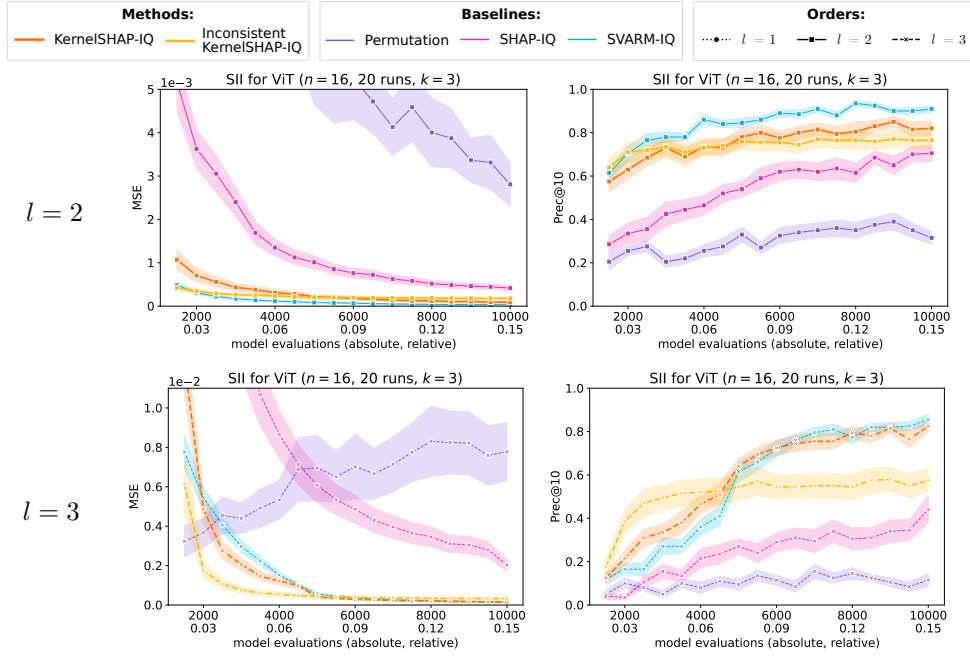 Methods:
KernelSHAP-IQ
Inconsistent
KernelSHAP-IQ
Baselines:
Permutation
SHAP-IQ
SVARM-IQ
Orders:
l = 1
l = 2
l = 3
l = 2
SII for ViT (n = 16, 20 runs, k = 3)
1e−3
MSE
5
4
3
2
1
0
2000 4000 6000 8000 10000
0.03 0.06 0.09 0.12 0.15
model evaluations (absolute, relative)
SII for ViT (n = 16, 20 runs, k = 3)
Prec@10
1.0
0.8
0.6
0.4
0.2
0.0
2000 4000 6000 8000 10000
0.03 0.06 0.09 0.12 0.15
model evaluations (absolute, relative)
l = 3
SII for ViT (n = 16, 20 runs, k = 3)
1e−2
MSE
1.0
0.8
0.6
0.4
0.2
0.0
2000 4000 6000 8000 10000
0.03 0.06 0.09 0.12 0.15
model evaluations (absolute, relative)
SII for ViT (n = 16, 20 runs, k = 3)
Prec@10
1.0
0.8
0.6
0.4
0.2
0.0
2000 4000 6000 8000 10000
0.03 0.06 0.09 0.12 0.15
model evaluations (absolute, relative)